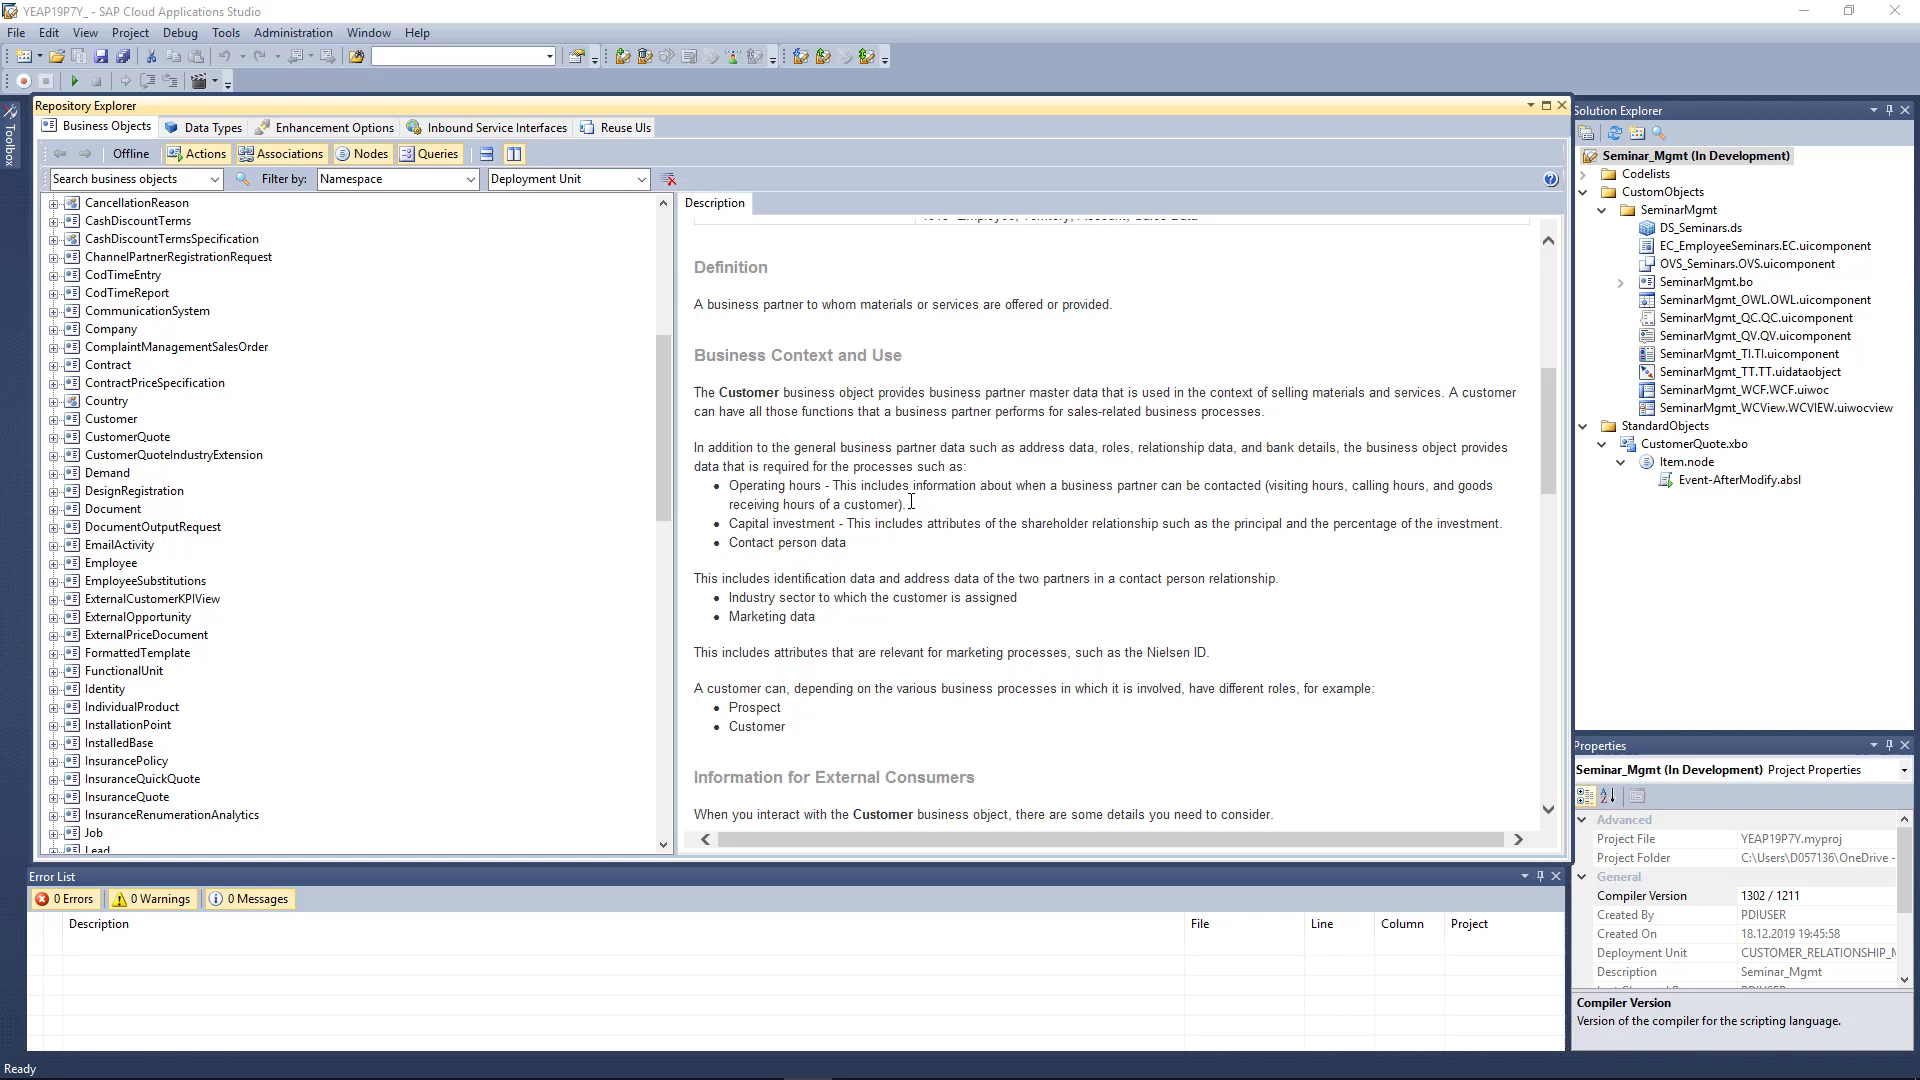 YEAP19P7Y_ - SAP Cloud Applications Studio
File Edit View Project Debug Tools Administration Window Help
Toolbox
Repository Explorer
Business Objects Data Types Enhancement Options Inbound Service Interfaces Reuse UIs
Offline Actions Associations Nodes Queries
Search business objects Filter by: Namespace Deployment Unit
CancellationReason
CashDiscountTerms
CashDiscountTermsSpecification
ChannelPartnerRegistrationRequest
CodTimeEntry
CodTimeReport
CommunicationSystem
Company
ComplaintManagementSalesOrder
Contract
ContractPriceSpecification
Country
Customer
CustomerQuote
CustomerQuoteIndustryExtension
Demand
DesignRegistration
Document
DocumentOutputRequest
EmailActivity
Employee
EmployeeSubstitutions
ExternalCustomerKPIView
ExternalOpportunity
ExternalPriceDocument
FormattedTemplate
FunctionalUnit
Identity
IndividualProduct
InstallationPoint
InstalledBase
InsurancePolicy
InsuranceQuickQuote
InsuranceQuote
InsuranceRenumerationAnalytics
Job
Lead
Description
Employee, Territory, Account, Sales Data
Definition
A business partner to whom materials or services are offered or provided.
Business Context and Use
The Customer business object provides business partner master data that is used in the context of selling materials and services. A customer
can have all those functions that a business partner performs for sales-related business processes.
In addition to the general business partner data such as address data, roles, relationship data, and bank details, the business object provides
data that is required for the processes such as:
• Operating hours - This includes information about when a business partner can be contacted (visiting hours, calling hours, and goods
receiving hours of a customer).
• Capital investment - This includes attributes of the shareholder relationship such as the principal and the percentage of the investment.
• Contact person data
This includes identification data and address data of the two partners in a contact person relationship.
• Industry sector to which the customer is assigned
• Marketing data
This includes attributes that are relevant for marketing processes, such as the Nielsen ID.
A customer can, depending on the various business processes in which it is involved, have different roles, for example:
• Prospect
• Customer
Information for External Consumers
When you interact with the Customer business object, there are some details you need to consider.
Solution Explorer
Seminar_Mgmt (In Development)
Codelists
CustomObjects
SeminarMgmt
DS_Seminars.ds
EC_EmployeeSeminars.EC.uicomponent
OVS_Seminars.OVS.uicomponent
SeminarMgmt.bo
SeminarMgmt_OWL.OWL.uicomponent
SeminarMgmt_QC.QC.uicomponent
SeminarMgmt_QV.QV.uicomponent
SeminarMgmt_TI.TI.uicomponent
SeminarMgmt_TT.TT.uidataobject
SeminarMgmt_WCF.WCF.uiwoc
SeminarMgmt_WCView.WCVIEW.uiwocview
StandardObjects
CustomerQuote.xbo
Item.node
Event-AfterModify.absl
Properties
Seminar_Mgmt (In Development) Project Properties
Advanced
Project File YEAP19P7Y.myproj
Project Folder C:\Users\D057136\OneDrive -
General
Compiler Version 1302 / 1211
Created By PDIUSER
Created On 18.12.2019 19:45:58
Deployment Unit CUSTOMER_RELATIONSHIP_M
Description Seminar_Mgmt
Compiler Version
Version of the compiler for the scripting language.
Error List
0 Errors 0 Warnings 0 Messages
Description File Line Column Project
Ready